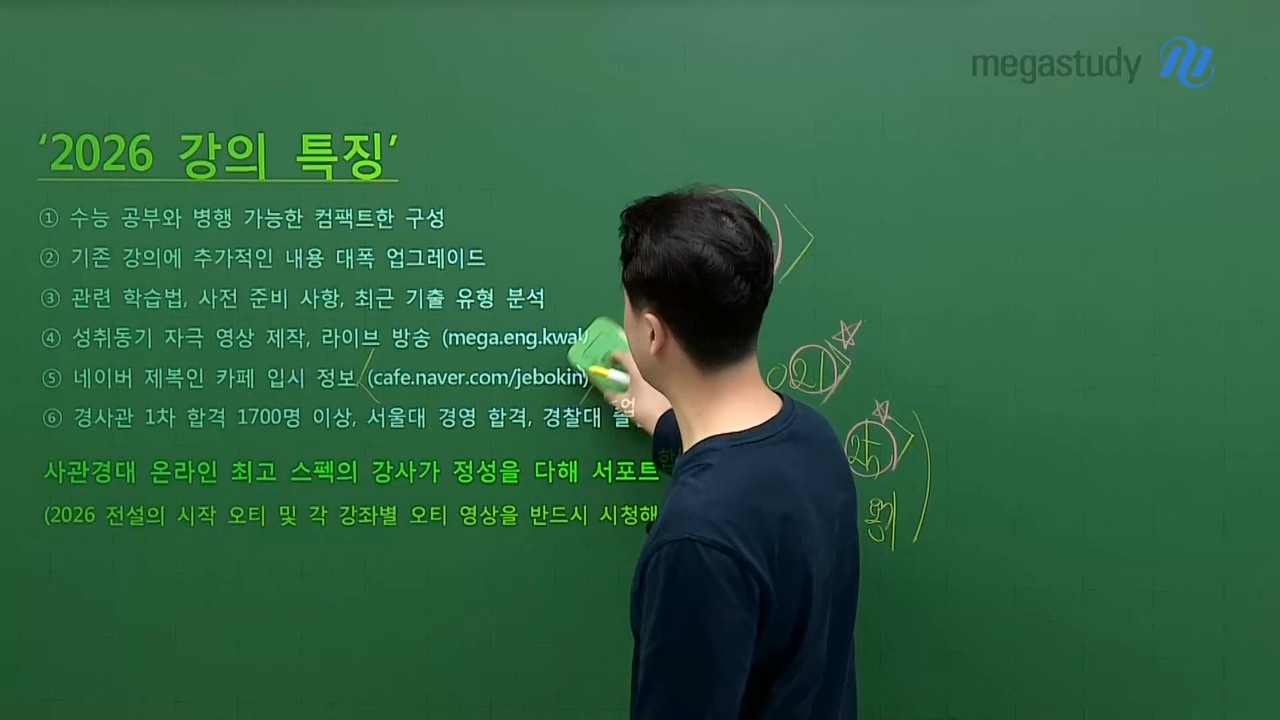 megastudy
‘2026 강의 특징’
① 수능 공부와 병행 가능한 컴팩트한 구성
② 기존 강의에 추가적인 내용 대폭 업그레이드
③ 관련 학습법, 사전 준비 사항, 최근 기출 유형 분석
④ 성취동기 자극 영상 제작, 라이브 방송 (mega.eng.kwak)
⑤ 네이버 제복인 카페 입시 정보 (cafe.naver.com/jebokin)
⑥ 경사관 1차 합격 1700명 이상, 서울대 경영 합격, 경찰대 졸업
사관경대 온라인 최고 스펙의 강사가 정성을 다해 서포트
(2026 전설의 시작 오티 및 각 강좌별 오티 영상을 반드시